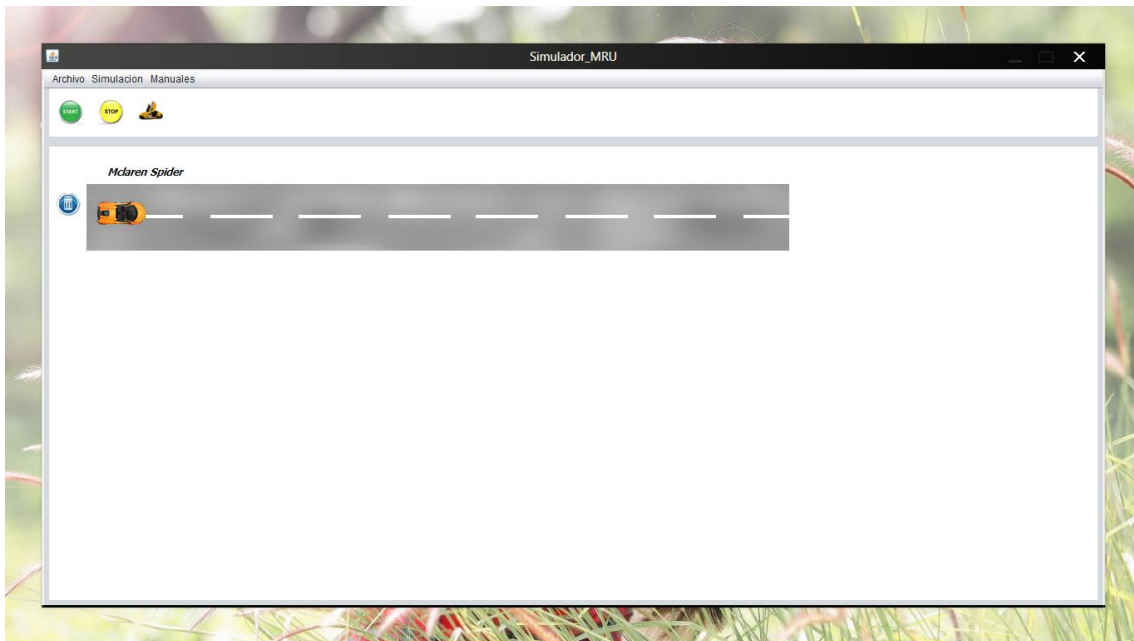 Simulador_MRU
Archivo Simulacion Manuales
START STOP
Mclaren Spider